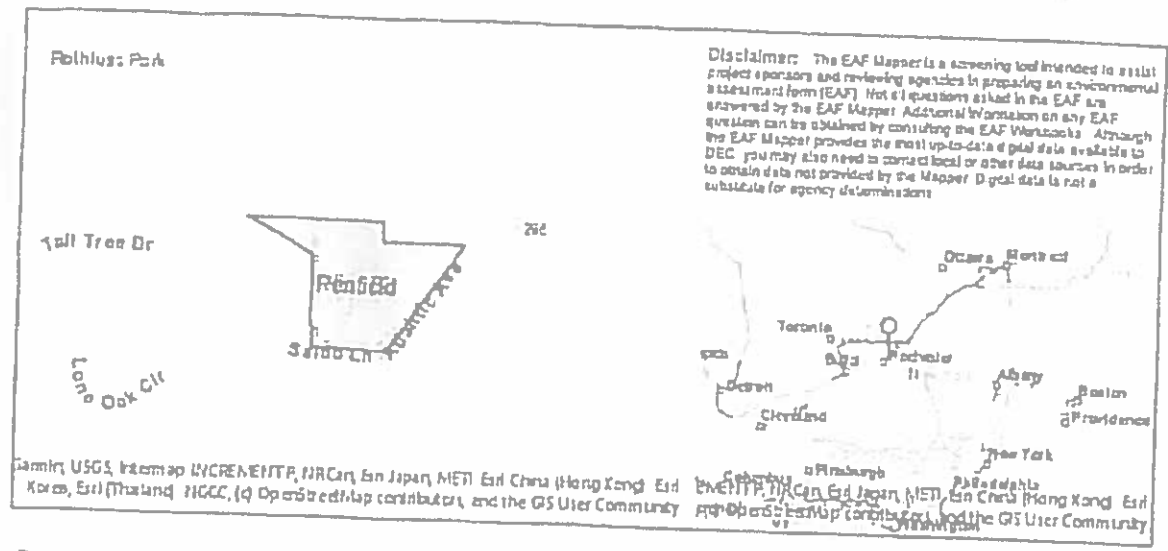 Disclaimer: The EAF Mapper is a screening tool intended to assist
project sponsors and reviewing agencies in preparing an environmental
assessment form (EAF). Not all questions asked in the EAF are
answered by the EAF Mapper. Additional information on any EAF
question can be obtained by consulting the EAF Workbooks. Although
the EAF Mapper provides the most up-to-date digital data available to
DEC, you may also need to contact local or other data sources in order
to obtain data not provided by the Mapper. Digital data is not a
substitute for agency determinations.
Park
Tall Tree Dr
Penfield
Atlantic Ave
Long Oak Cir
Ottawa
Montreal
Toronto
Rochester
Detroit
Cleveland
Albany
Boston
Providence
New York
Pittsburgh
Columbus
Philadelphia
Washington
Garmin, USGS, Intermap, INCREMENT P, NRCan, Esri Japan, METI, Esri China (Hong Kong), Esri
Korea, Esri (Thailand), NGCC, (c) OpenStreetMap contributors, and the GIS User Community
EMENT P, NRCan, Esri Japan, METI, Esri China (Hong Kong), Esri
OpenStreetMap contributors, and the GIS User Community